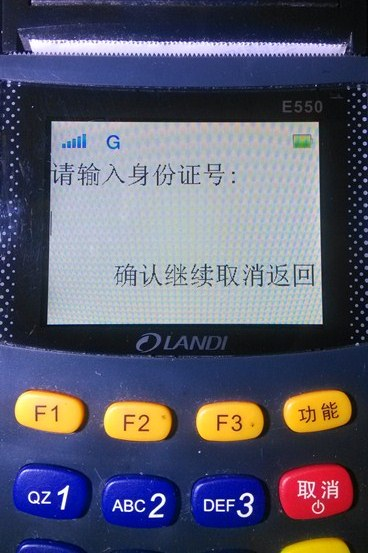 E550
G
请输入身份证号:
确认继续取消返回
LANDI
F1
F2
F3
功能
QZ 1
ABC 2
DEF 3
取消